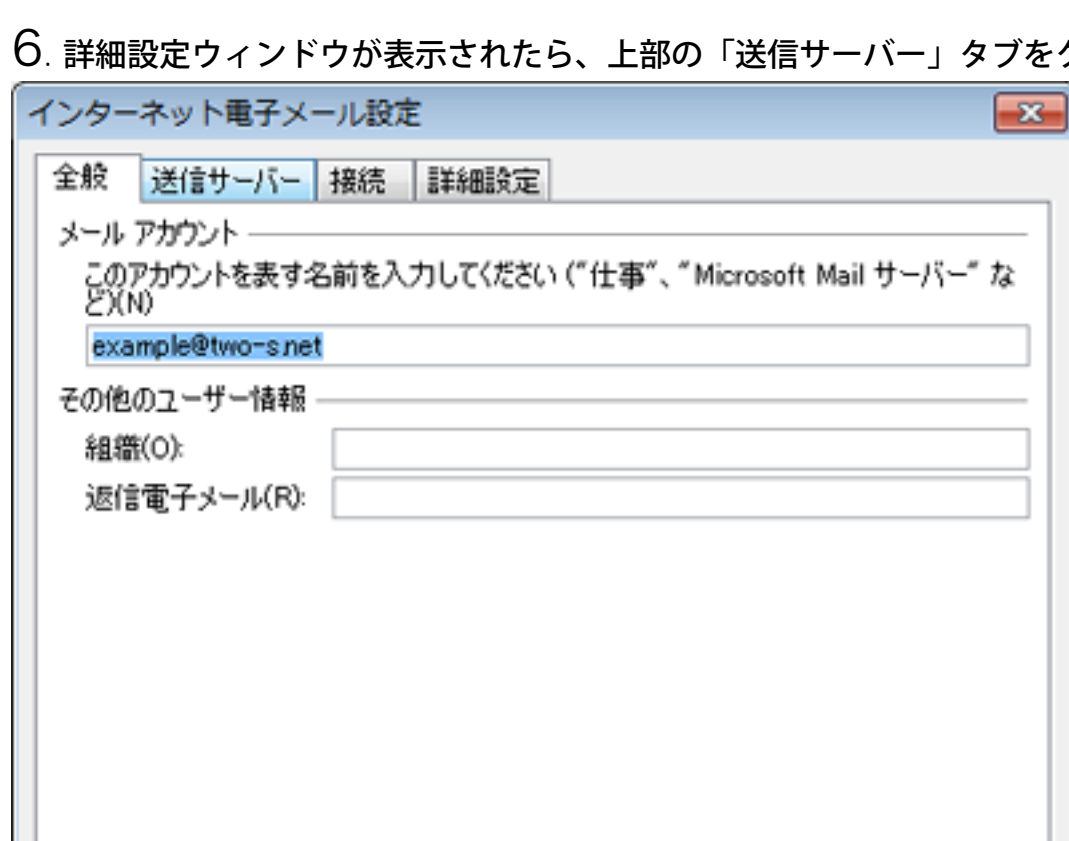 6. 詳細設定ウィンドウが表示されたら、上部の「送信サーバー」タブを
インターネット電子メール設定
全般 送信サーバー 接続 詳細設定
メール アカウント
このアカウントを表す名前を入力してください ("仕事"、"Microsoft Mail サーバー" な
ど)(N)
example@two-s.net
その他のユーザー情報
組織(O):
返信電子メール(R):